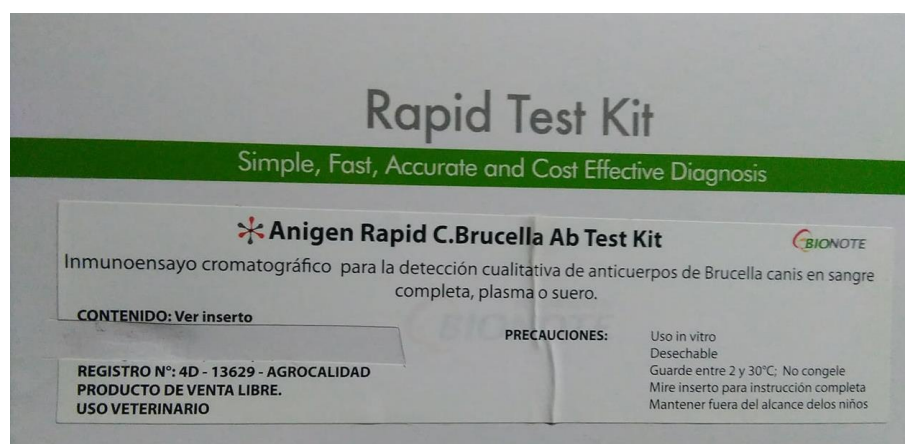 Rapid Test Kit
Simple, Fast, Accurate and Cost Effective Diagnosis
Anigen Rapid C.Brucella Ab Test Kit
BIONOTE
Inmunoensayo cromatográfico para la detección cualitativa de anticuerpos de Brucella canis en sangre
completa, plasma o suero.
CONTENIDO: Ver inserto
REGISTRO N°: 4D - 13629 - AGROCALIDAD
PRODUCTO DE VENTA LIBRE.
USO VETERINARIO
PRECAUCIONES:
Uso in vitro
Desechable
Guarde entre 2 y 30°C; No congele
Mire inserto para instrucción completa
Mantener fuera del alcance delos niños